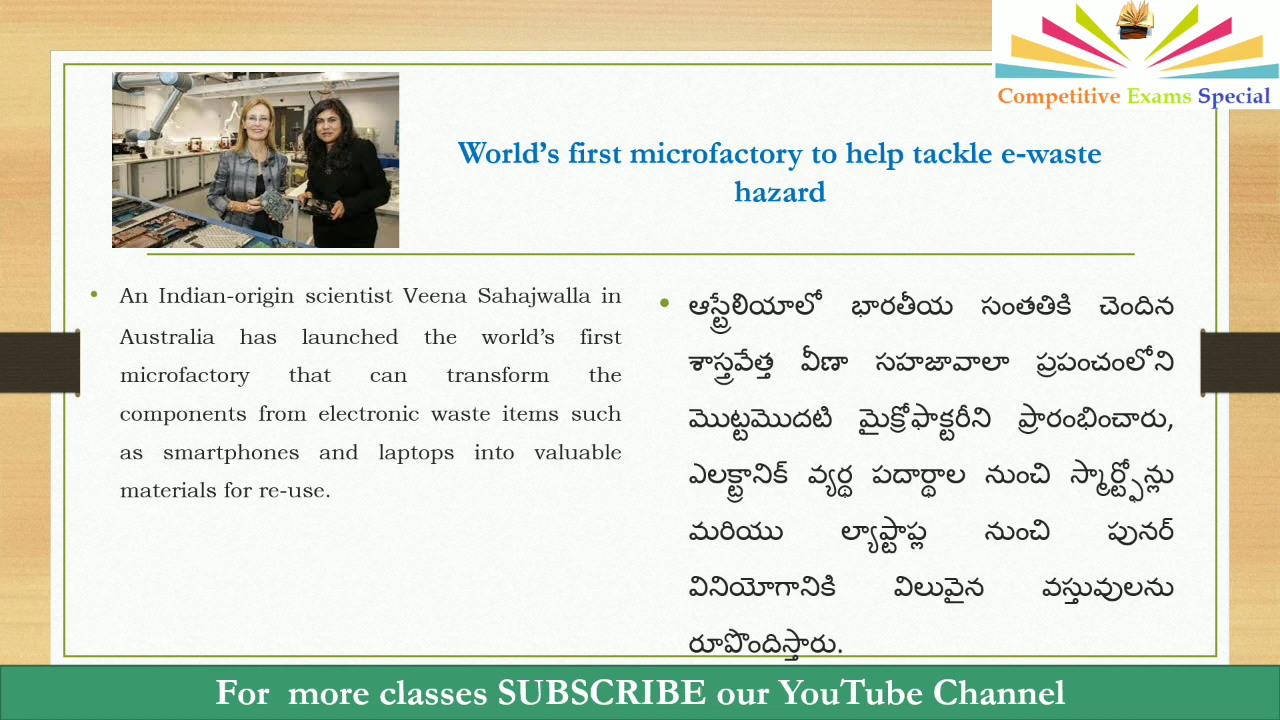 Competitive Exams Special
World’s first microfactory to help tackle e-waste
hazard
• An Indian-origin scientist Veena Sahajwalla in
Australia has launched the world’s first
microfactory that can transform the
components from electronic waste items such
as smartphones and laptops into valuable
materials for re-use.
• ఆస్ట్రేలియాలో భారతీయ సంతతికి చెందిన
శాస్త్రవేత్త వీణా సహజావాలా ప్రపంచంలోని
మొట్టమొదటి మైక్రోఫాక్టరీని ప్రారంభించారు,
ఎలక్ట్రానిక్ వ్యర్థ పదార్థాల నుంచి స్మార్ట్ఫోన్లు
మరియు ల్యాప్టాప్ల నుంచి పునర్
వినియోగానికి విలువైన వస్తువులను
రూపొందిస్తారు.
For more classes SUBSCRIBE our YouTube Channel